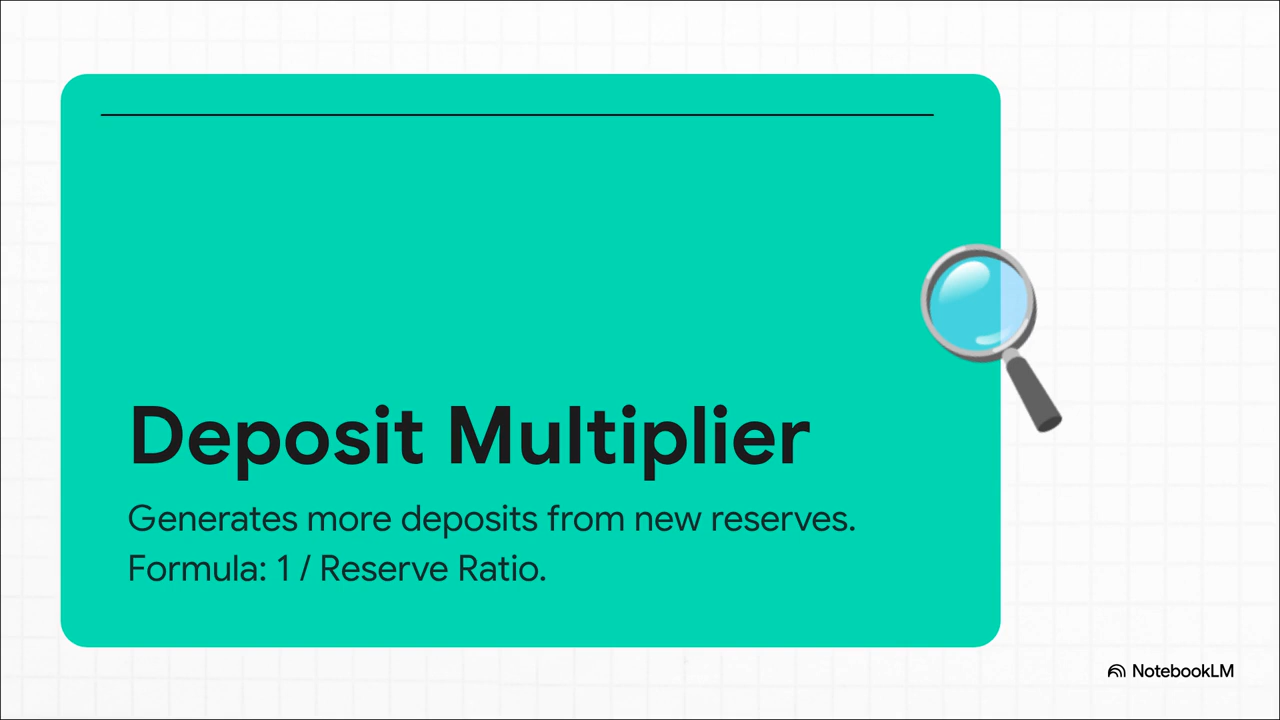 Deposit Multiplier
Generates more deposits from new reserves.
Formula: 1 / Reserve Ratio.
NotebookLM